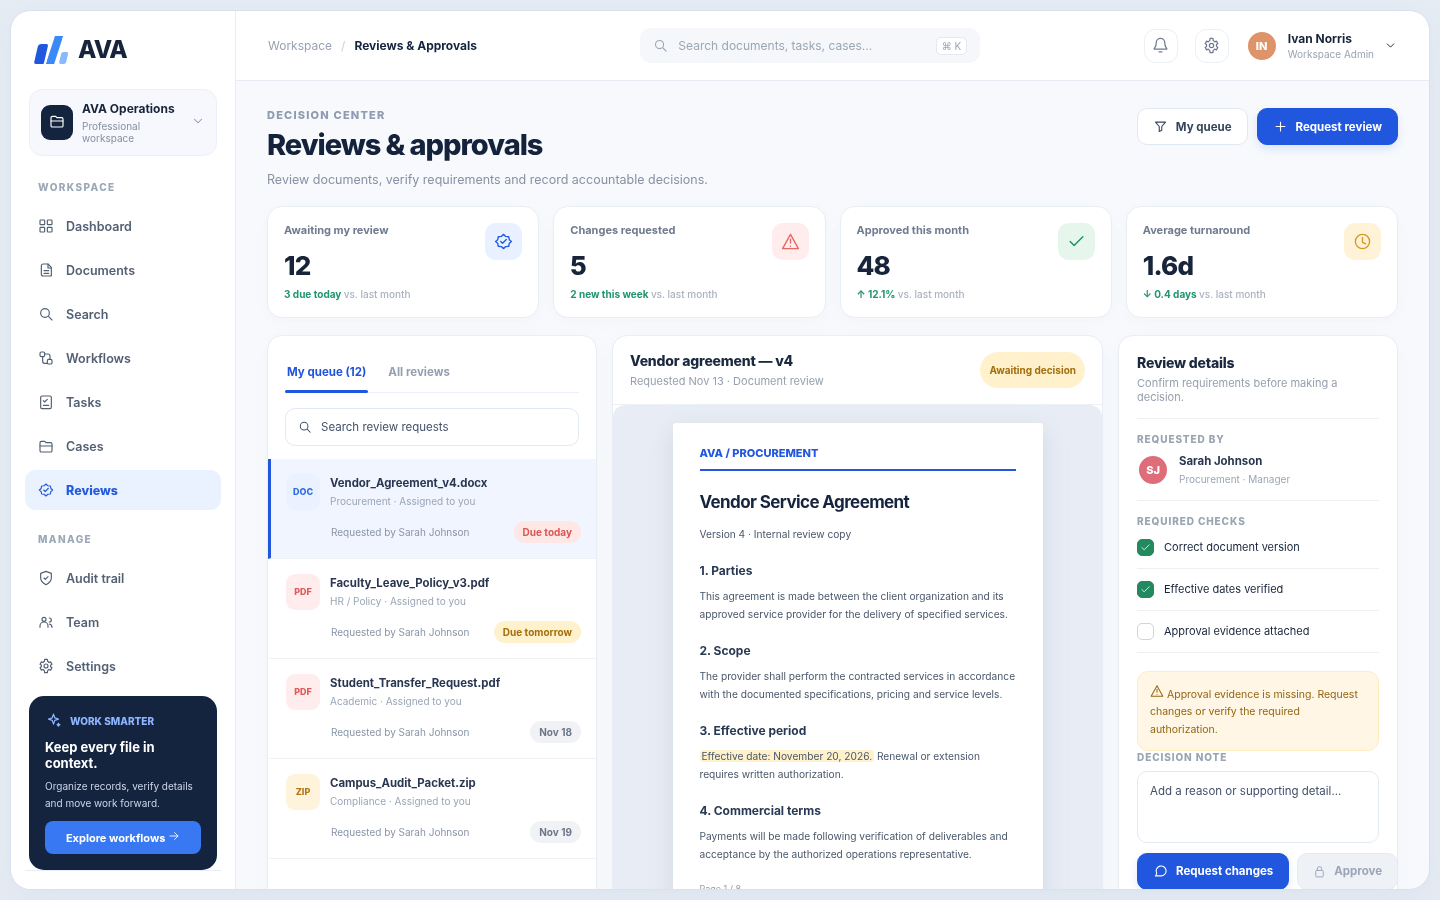 AVA
AVA Operations
Professional
workspace
WORKSPACE
Dashboard
Documents
Search
Workflows
Tasks
Cases
Reviews
MANAGE
Audit trail
Team
Settings
WORK SMARTER
Keep every file in
context.
Organize records, verify details
and move work forward.
Explore workflows →
Workspace / Reviews & Approvals
Search documents, tasks, cases...
⌘ K
IN
Ivan Norris
Workspace Admin
DECISION CENTER
Reviews & approvals
Review documents, verify requirements and record accountable decisions.
My queue
Request review
Awaiting my review
12
3 due today vs. last month
Changes requested
5
2 new this week vs. last month
Approved this month
48
↑ 12.1% vs. last month
Average turnaround
1.6d
↓ 0.4 days vs. last month
My queue (12)
All reviews
Search review requests
DOC
Vendor_Agreement_v4.docx
Procurement · Assigned to you
Requested by Sarah Johnson
Due today
PDF
Faculty_Leave_Policy_v3.pdf
HR / Policy · Assigned to you
Requested by Sarah Johnson
Due tomorrow
PDF
Student_Transfer_Request.pdf
Academic · Assigned to you
Requested by Sarah Johnson
Nov 18
ZIP
Campus_Audit_Packet.zip
Compliance · Assigned to you
Requested by Sarah Johnson
Nov 19
Vendor agreement — v4
Requested Nov 13 · Document review
Awaiting decision
AVA / PROCUREMENT
Vendor Service Agreement
Version 4 · Internal review copy
1. Parties
This agreement is made between the client organization and its
approved service provider for the delivery of specified services.
2. Scope
The provider shall perform the contracted services in accordance
with the documented specifications, pricing and service levels.
3. Effective period
Effective date: November 20, 2026. Renewal or extension
requires written authorization.
4. Commercial terms
Payments will be made following verification of deliverables and
acceptance by the authorized operations representative.
Page 1 / 8
Review details
Confirm requirements before making a
decision.
REQUESTED BY
SJ
Sarah Johnson
Procurement · Manager
REQUIRED CHECKS
Correct document version
Effective dates verified
Approval evidence attached
Approval evidence is missing. Request
changes or verify the required
authorization.
DECISION NOTE
Add a reason or supporting detail...
Request changes
Approve